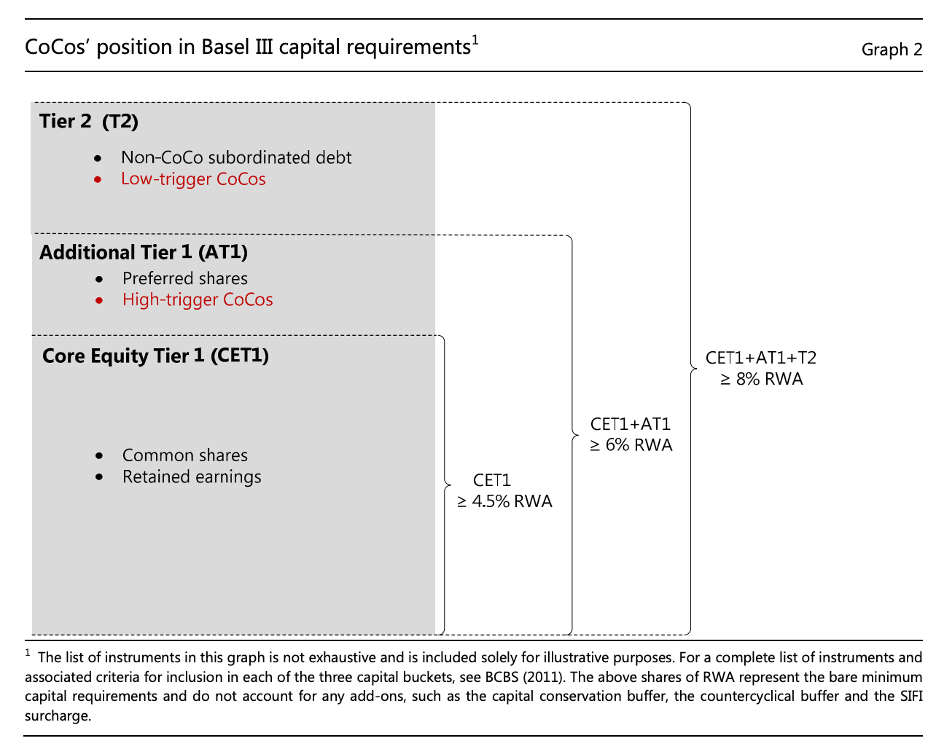 CoCos’ position in Basel III capital requirements1
Graph 2
Tier 2 (T2)
• Non-CoCo subordinated debt
• Low-trigger CoCos
Additional Tier 1 (AT1)
• Preferred shares
• High-trigger CoCos
Core Equity Tier 1 (CET1)
• Common shares
• Retained earnings
CET1
≥ 4.5% RWA
CET1+AT1
≥ 6% RWA
CET1+AT1+T2
≥ 8% RWA
1 The list of instruments in this graph is not exhaustive and is included solely for illustrative purposes. For a complete list of instruments and
associated criteria for inclusion in each of the three capital buckets, see BCBS (2011). The above shares of RWA represent the bare minimum
capital requirements and do not account for any add-ons, such as the capital conservation buffer, the countercyclical buffer and the SIFI
surcharge.